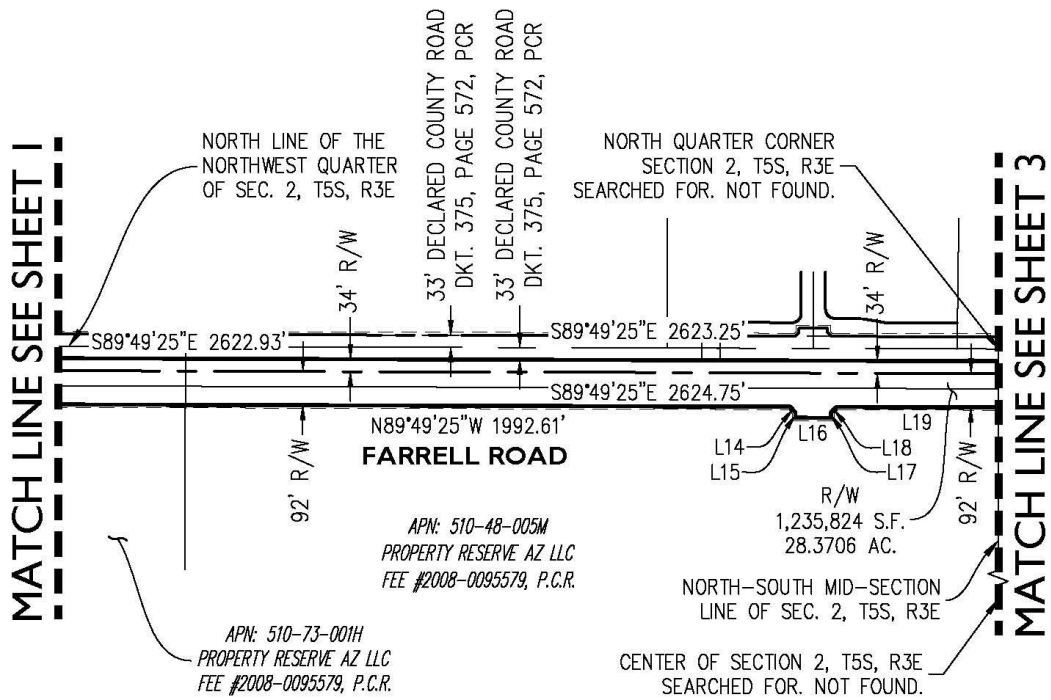 MATCH LINE SEE SHEET 1
NORTH LINE OF THE
NORTHWEST QUARTER
OF SEC. 2, T5S, R3E
34' R/W
33' DECLARED COUNTY ROAD
DKT. 375, PAGE 572, PCR
33' DECLARED COUNTY ROAD
DKT. 375, PAGE 572, PCR
NORTH QUARTER CORNER
SECTION 2, T5S, R3E
SEARCHED FOR. NOT FOUND.
34' R/W
MATCH LINE SEE SHEET 3
S89°49'25"E 2622.93'
S89°49'25"E 2623.25'
S89°49'25"E 2624.75'
N89°49'25"W 1992.61'
FARRELL ROAD
92' R/W
L14
L15
L16
L19
L18
L17
R/W
1,235,824 S.F.
28.3706 AC.
92' R/W
APN: 510-48-005M
PROPERTY RESERVE AZ LLC
FEE #2008-0095579, P.C.R.
NORTH-SOUTH MID-SECTION
LINE OF SEC. 2, T5S, R3E
APN: 510-73-001H
PROPERTY RESERVE AZ LLC
FEE #2008-0095579, P.C.R.
CENTER OF SECTION 2, T5S, R3E
SEARCHED FOR. NOT FOUND.